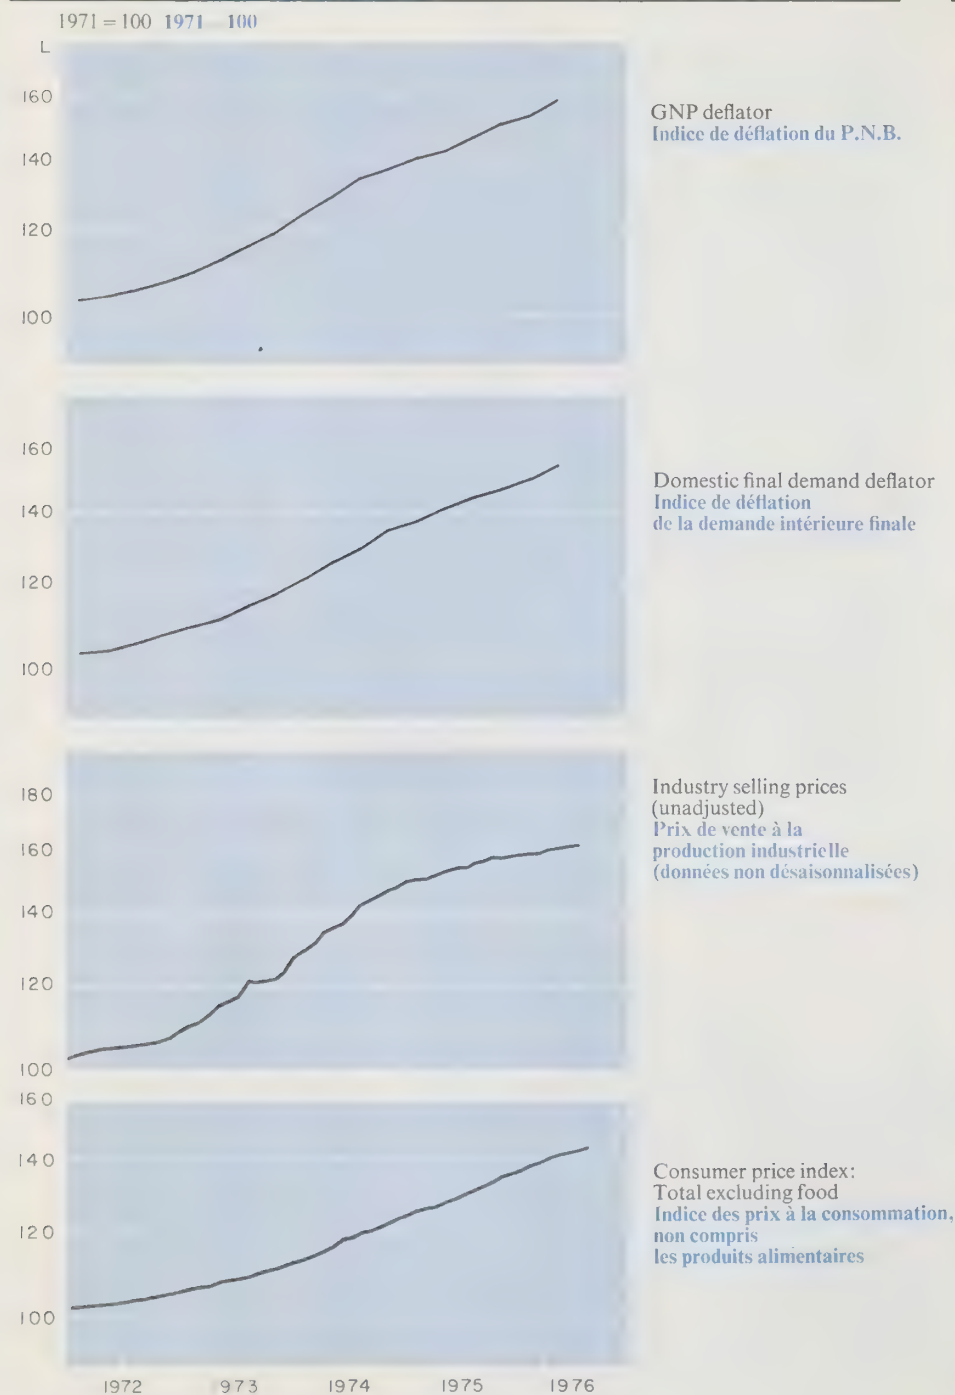 1971 = 100 1971 100
L
160
GNP deflator
Indice de déflation du P.N.B.
140
120
100
160
Domestic final demand deflator
Indice de déflation
de la demande intérieure finale
140
120
100
180
Industry selling prices
(unadjusted)
Prix de vente à la
production industrielle
(données non désaisonnalisées)
160
140
120
100
160
140
Consumer price index:
Total excluding food
Indice des prix à la consommation,
non compris
les produits alimentaires
120
100
1972 1973 1974 1975 1976